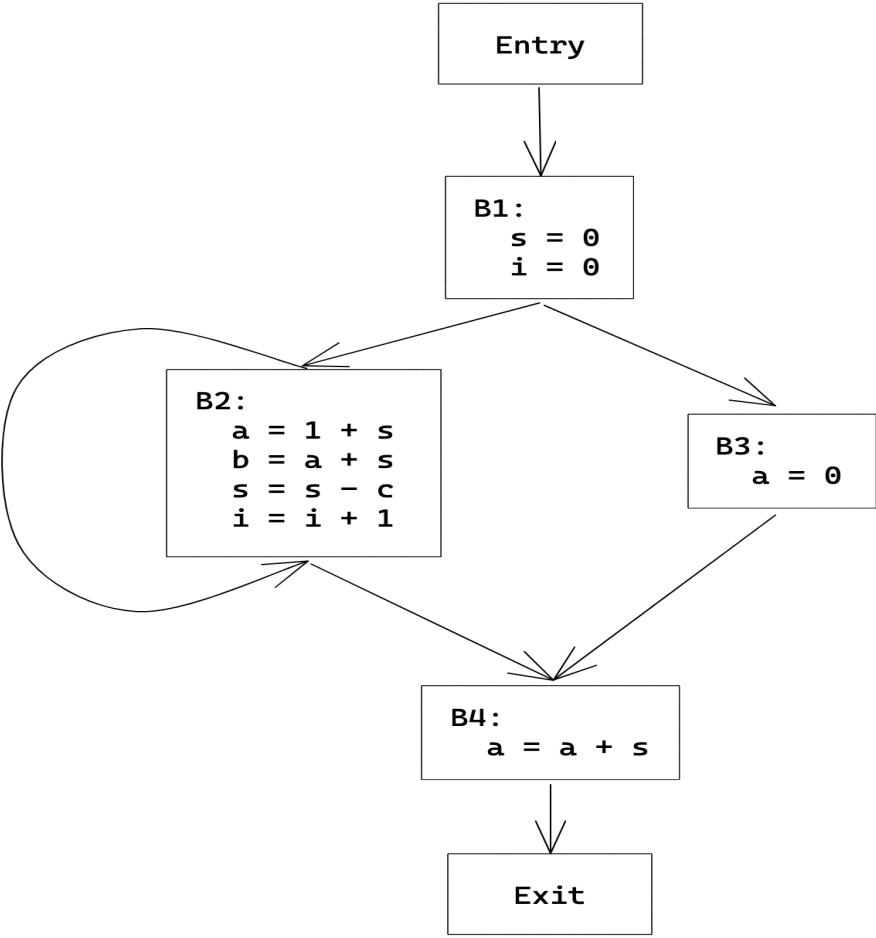 Entry
B1:
s = 0
i = 0
B2:
a = 1 + s
b = a + s
s = s − c
i = i + 1
B3:
a = 0
B4:
a = a + s
Exit